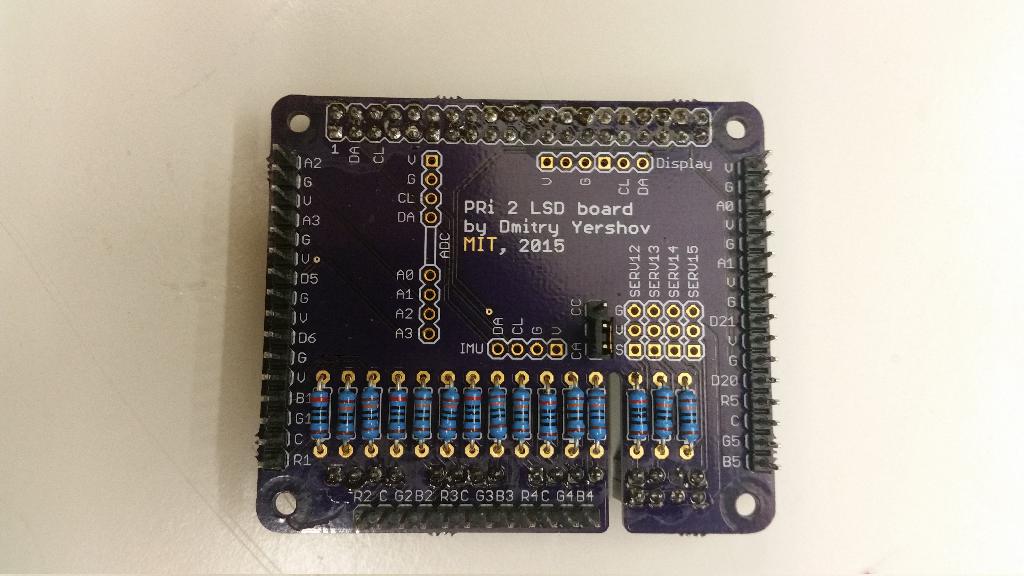 1 DA CL
V G CL DA
ADC
A0 A1 A2 A3
V G CL DA Display
PRi 2 LSD board
by Dmitry Yershov
MIT, 2015
SERV12 SERV13 SERV14 SERV15
G V S
CC CA
IMU DA CL G V
A2
G
V
A3
G
V
D5
G
V
D6
G
V
B1
G1
C
R1
V
G
A0
V
G
A1
V
G
D21
V
G
D20
R5
C
G5
B5
R2 C G2 B2 R3 C G3 B3 R4 C G4 B4